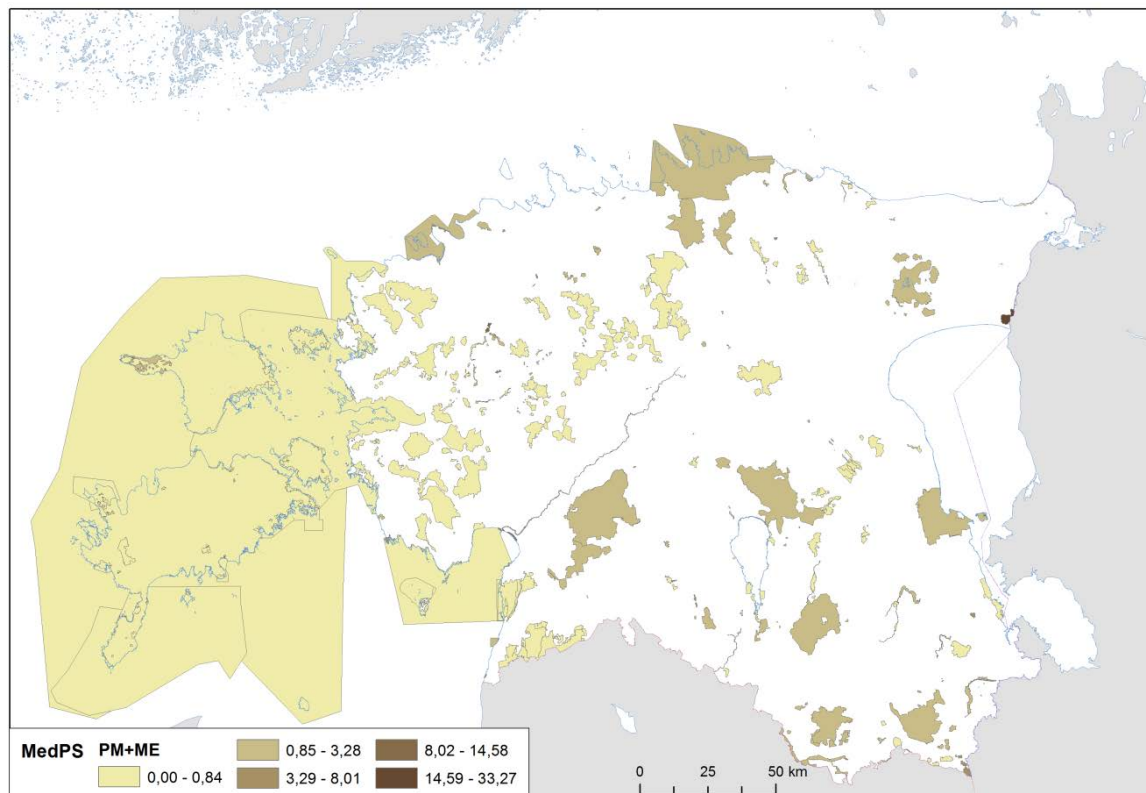 MedPS PM+ME
0,00 - 0,84
0,85 - 3,28
3,29 - 8,01
8,02 - 14,58
14,59 - 33,27
0 25 50 km